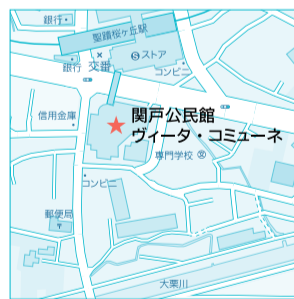 銀行
聖蹟桜ヶ丘駅
Sストア
交番
銀行
コンビニ
信用金庫
関戸公民館
ヴィータ・コミューネ
専門学校 文
コンビニ
郵便局
〒
大栗川